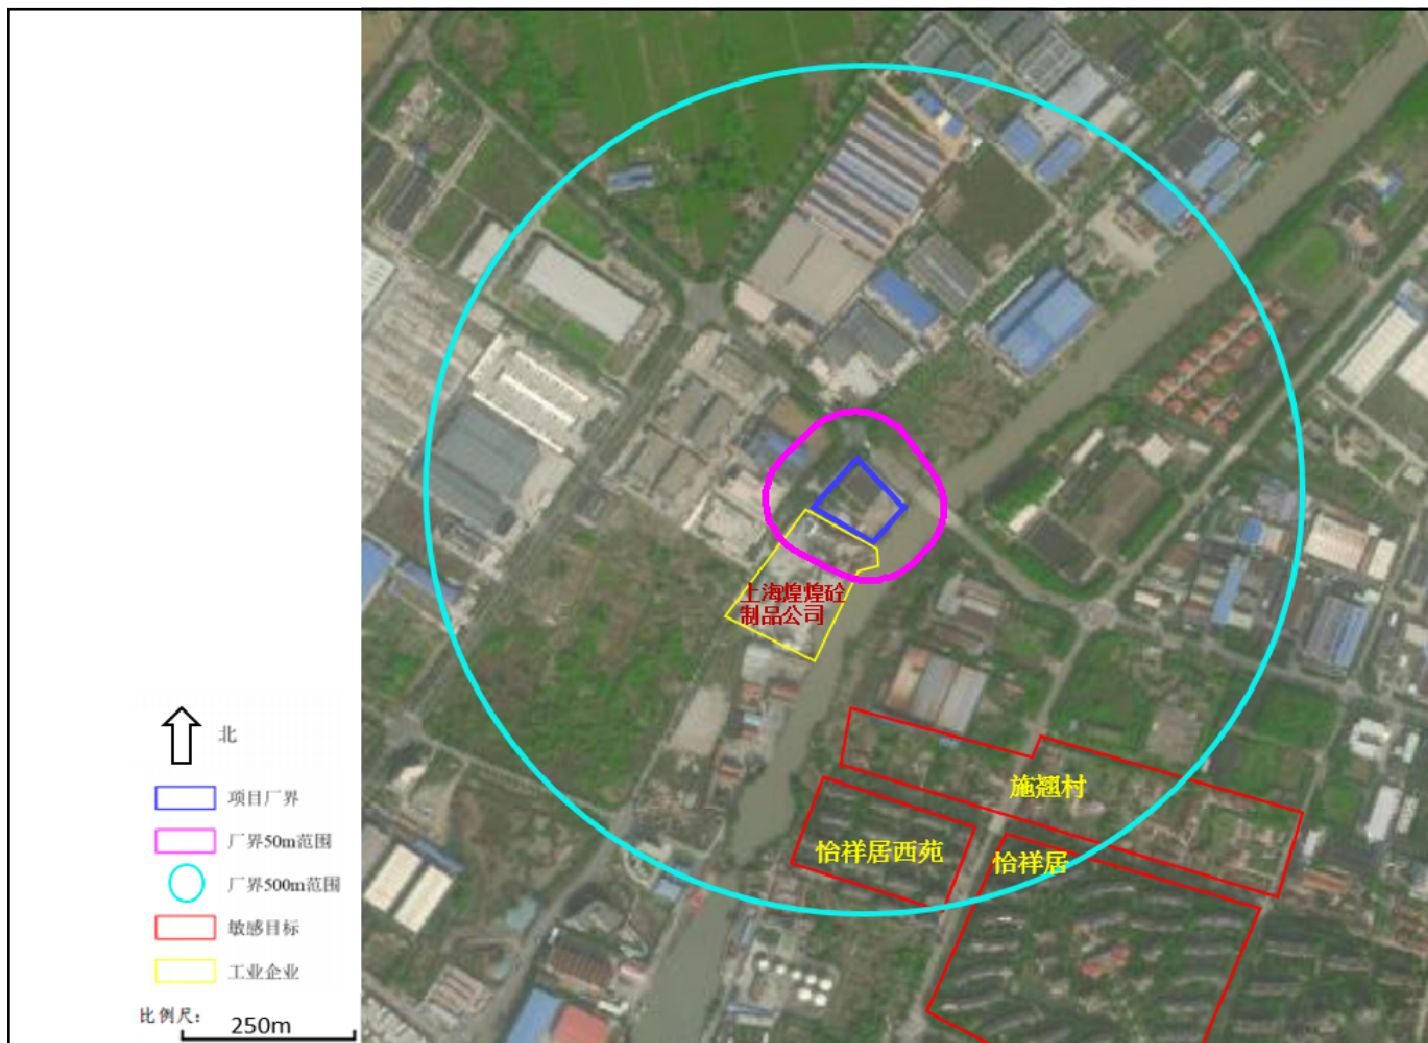 上海煌煌砼
制品公司
施翘村
怡祥居西苑
怡祥居
北
项目厂界
厂界50m范围
厂界500m范围
敏感目标
工业企业
比例尺：
250m